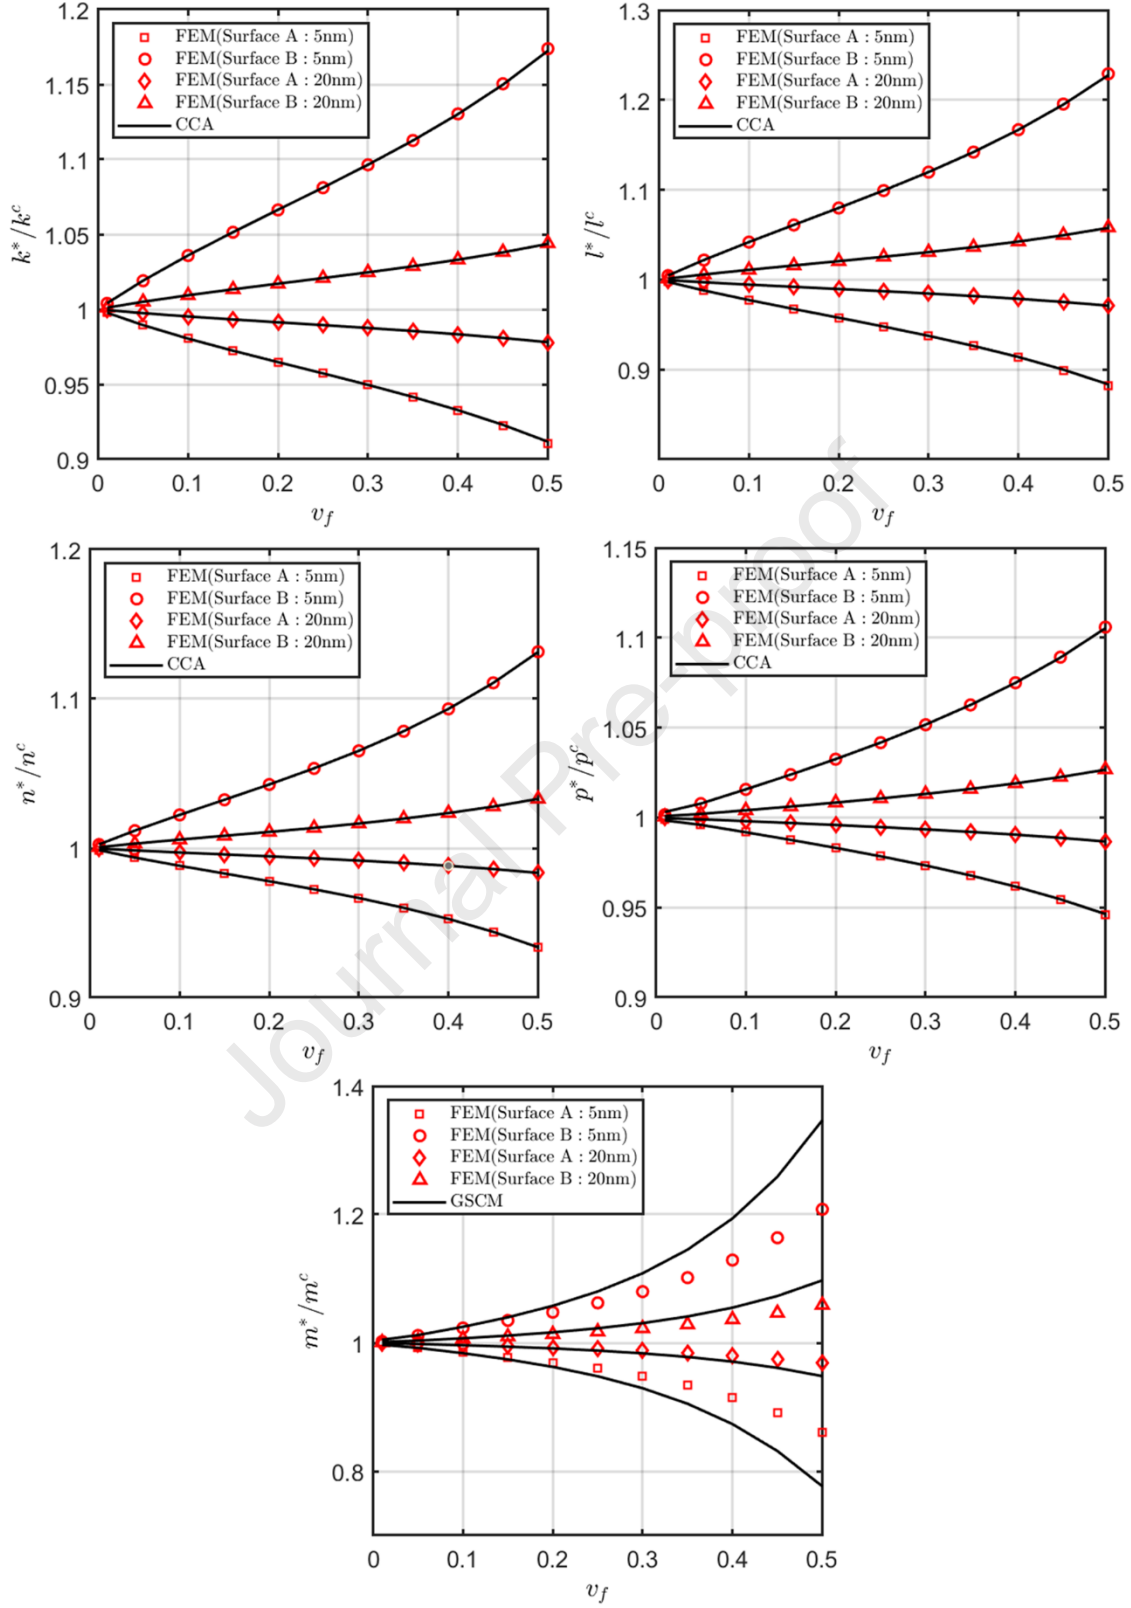 1.2
1.15
1.1
1.05
1
0.95
0.9
0 0.1 0.2 0.3 0.4 0.5
k*/k^c
v_f
FEM(Surface A : 5nm)
FEM(Surface B : 5nm)
FEM(Surface A : 20nm)
FEM(Surface B : 20nm)
CCA
1.3
1.2
1.1
1
0.9
0 0.1 0.2 0.3 0.4 0.5
l*/l^c
v_f
FEM(Surface A : 5nm)
FEM(Surface B : 5nm)
FEM(Surface A : 20nm)
FEM(Surface B : 20nm)
CCA
1.2
1.1
1
0.9
0 0.1 0.2 0.3 0.4 0.5
n*/n^c
v_f
FEM(Surface A : 5nm)
FEM(Surface B : 5nm)
FEM(Surface A : 20nm)
FEM(Surface B : 20nm)
CCA
1.15
1.1
1.05
1
0.95
0.9
0 0.1 0.2 0.3 0.4 0.5
p*/p^c
v_f
FEM(Surface A : 5nm)
FEM(Surface B : 5nm)
FEM(Surface A : 20nm)
FEM(Surface B : 20nm)
CCA
1.4
1.2
1
0.8
0 0.1 0.2 0.3 0.4 0.5
m*/m^c
v_f
FEM(Surface A : 5nm)
FEM(Surface B : 5nm)
FEM(Surface A : 20nm)
FEM(Surface B : 20nm)
GSCM
Journal Pre-proof